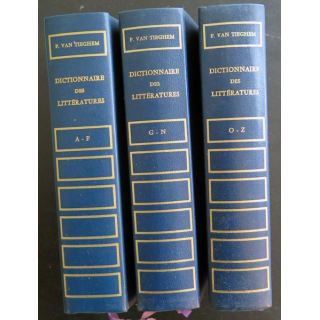 P. VAN TIEGHEM
DICTIONNAIRE
DES
LITTÉRATURES
A - F
P. VAN TIEGHEM
DICTIONNAIRE
DES
LITTÉRATURES
G - N
P. VAN TIEGHEM
DICTIONNAIRE
DES
LITTÉRATURES
O - Z